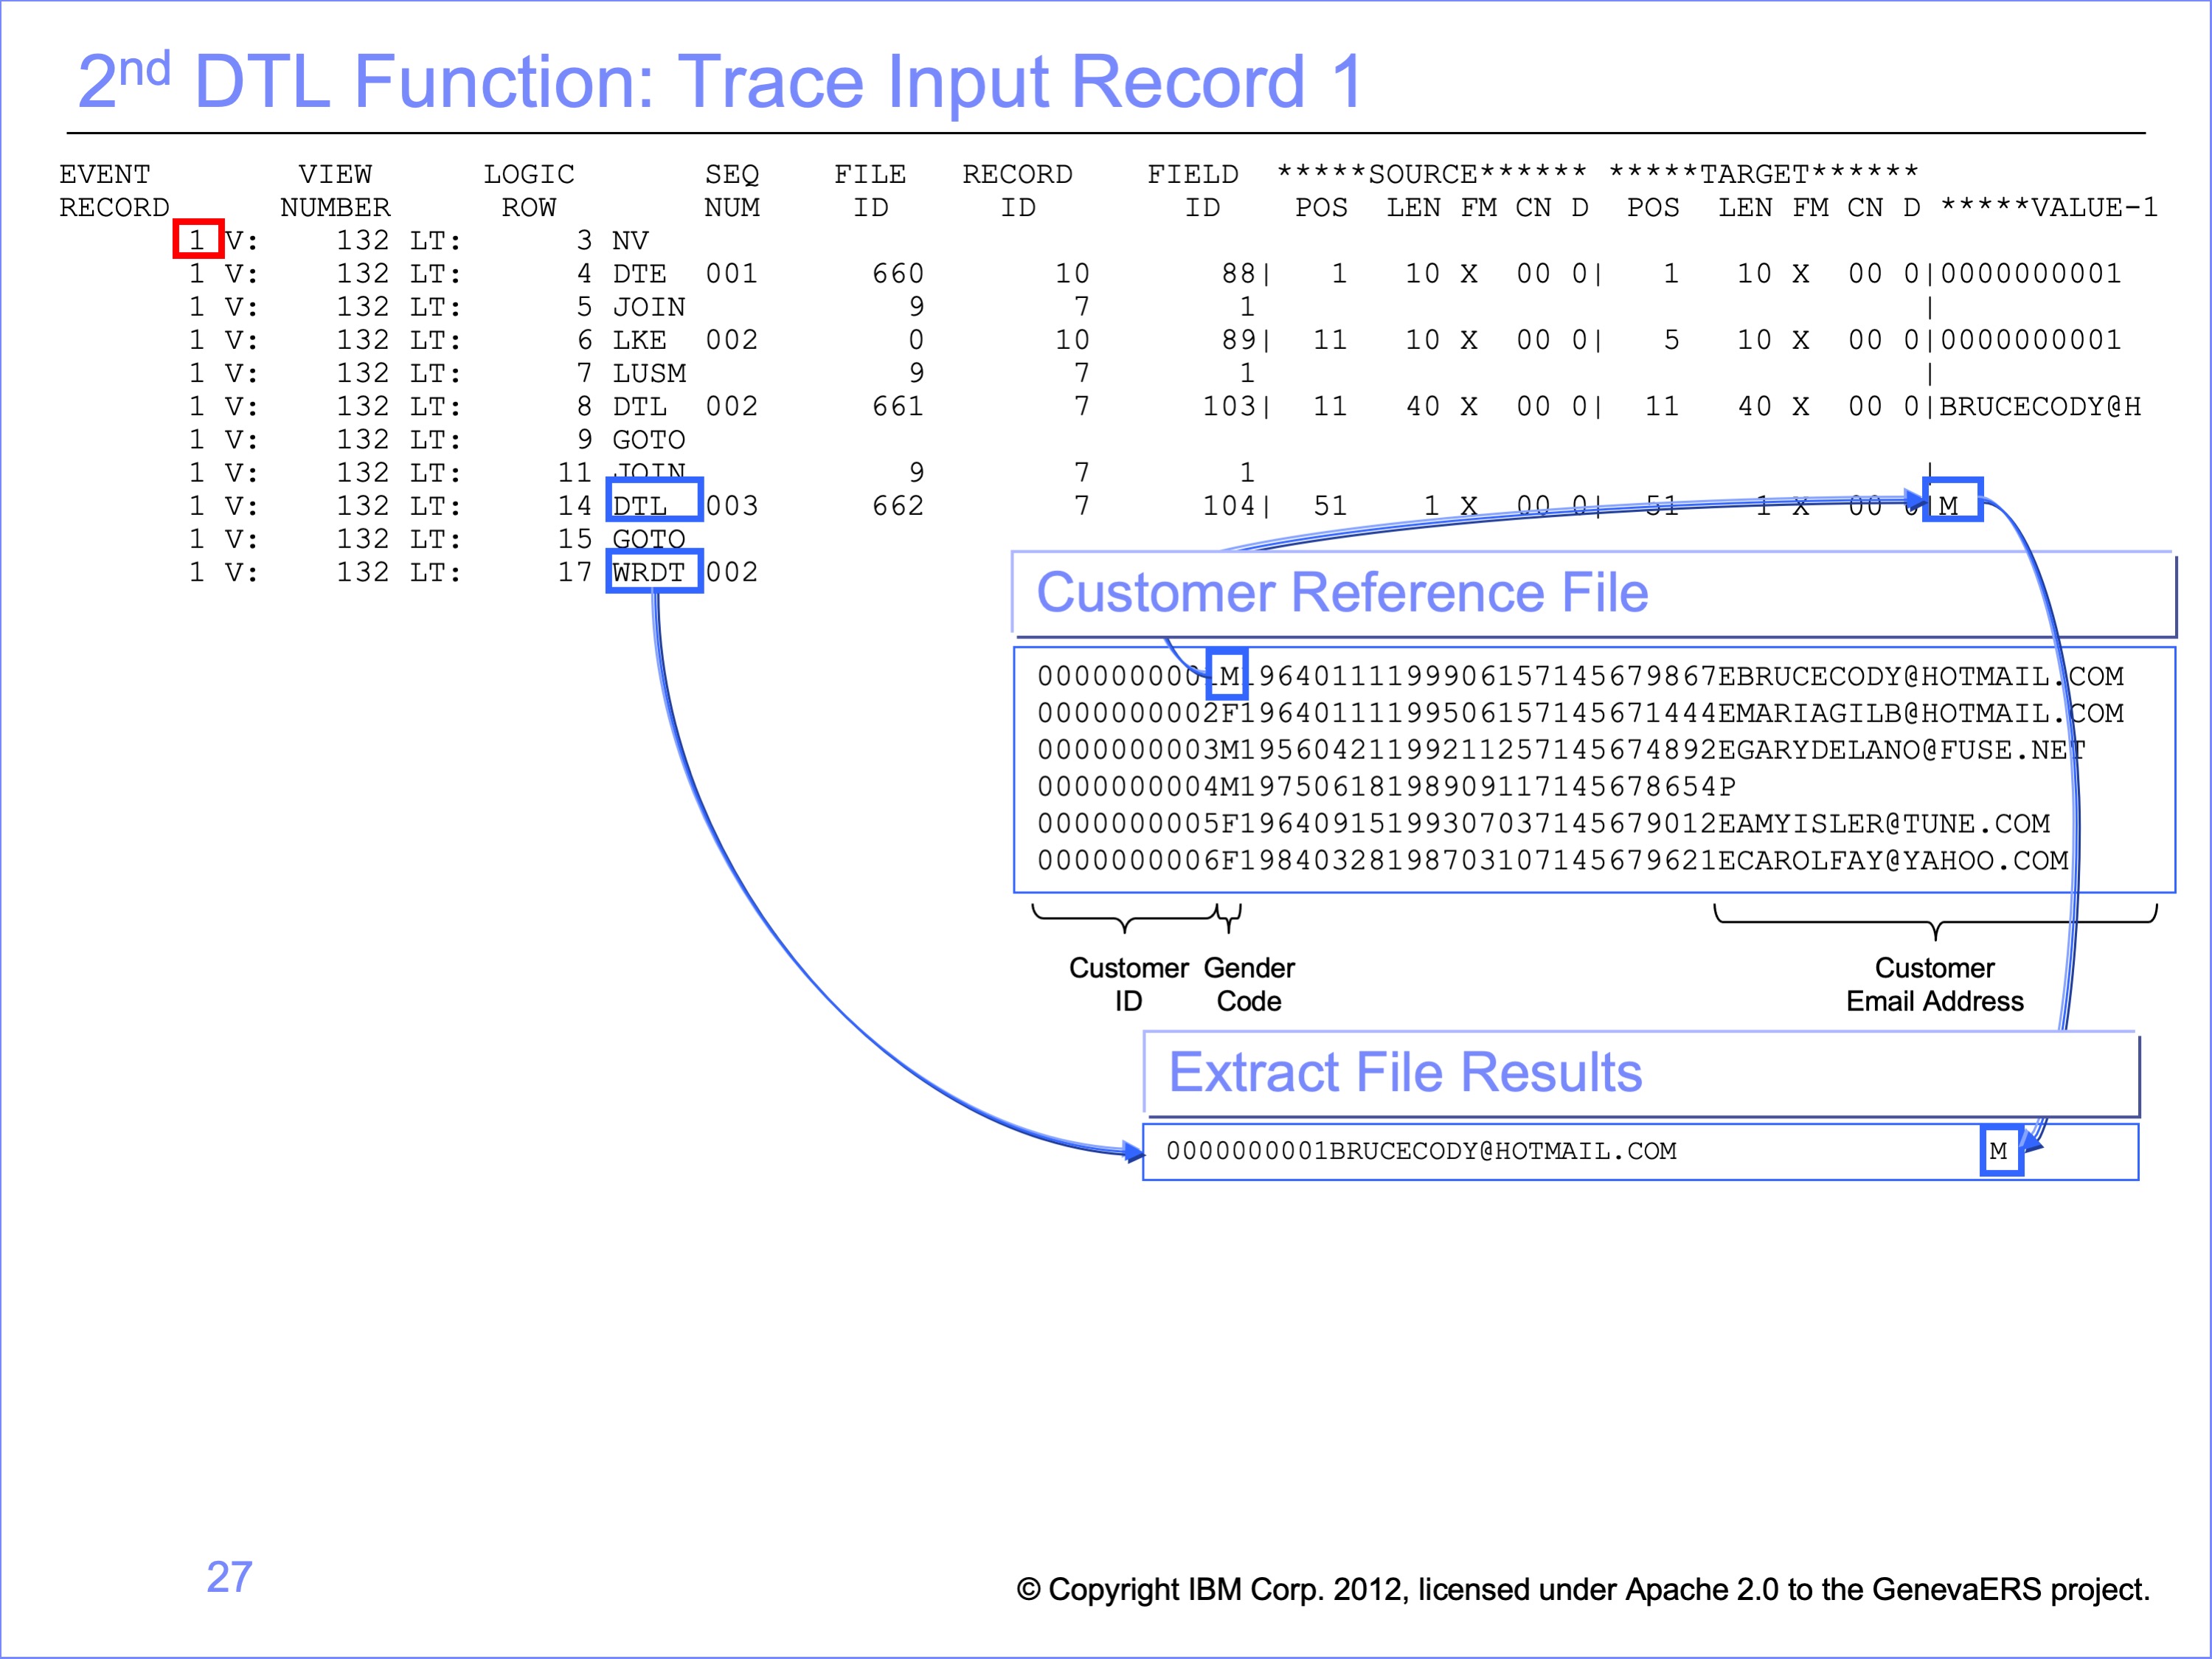 2nd DTL Function: Trace Input Record 1
EVENT VIEW LOGIC SEQ FILE RECORD FIELD *****SOURCE****** *****TARGET******
RECORD NUMBER ROW NUM ID ID ID POS LEN FM CN D POS LEN FM CN D *****VALUE-1
1 V: 132 LT: 3 NV
1 V: 132 LT: 4 DTE 001 660 10 88| 1 10 X 00 0| 1 10 X 00 0|0000000001
1 V: 132 LT: 5 JOIN 9 7 1 |
1 V: 132 LT: 6 LKE 002 0 10 89| 11 10 X 00 0| 5 10 X 00 0|0000000001
1 V: 132 LT: 7 LUSM 9 7 1 |
1 V: 132 LT: 8 DTL 002 661 7 103| 11 40 X 00 0| 11 40 X 00 0|BRUCECODY@H
1 V: 132 LT: 9 GOTO
1 V: 132 LT: 11 JOIN 9 7 1 |
1 V: 132 LT: 14 DTL 003 662 7 104| 51 1 X 00 0| 51 1 X 00 0|M
1 V: 132 LT: 15 GOTO
1 V: 132 LT: 17 WRDT 002
Customer Reference File
0000000001M19640111199906157145679867EBRUCECODY@HOTMAIL.COM
0000000002F19640111199506157145671444EMARIAGILB@HOTMAIL.COM
0000000003M19560421199211257145674892EGARYDELANO@FUSE.NET
0000000004M19750618198909117145678654P
0000000005F19640915199307037145679012EAMYISLER@TUNE.COM
0000000006F19840328198703107145679621ECAROLFAY@YAHOO.COM
Customer Gender Customer
ID Code Email Address
Extract File Results
0000000001BRUCECODY@HOTMAIL.COM M
27
© Copyright IBM Corp. 2012, licensed under Apache 2.0 to the GenevaERS project.